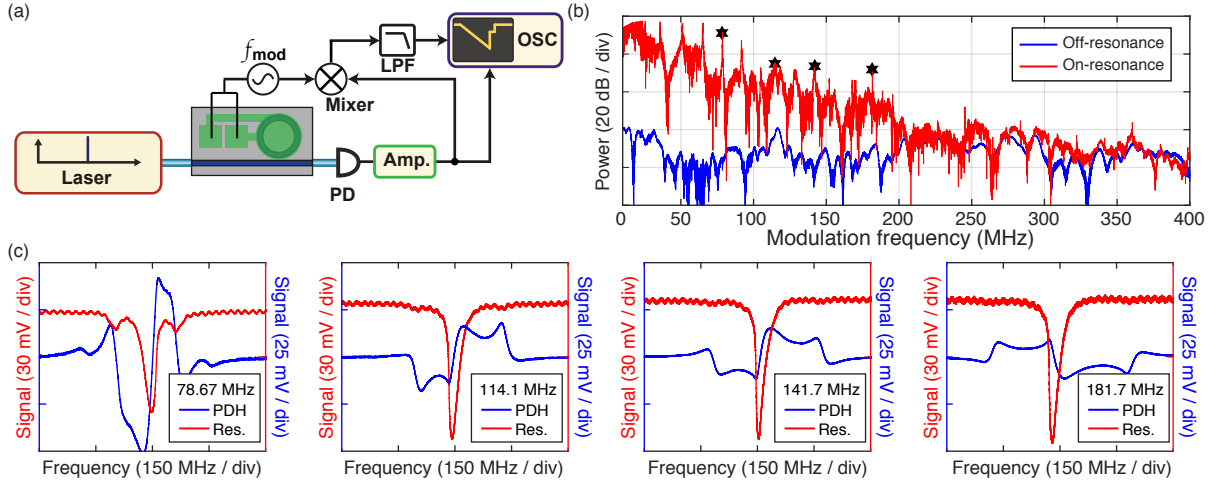 (a)
f mod
LPF
OSC
Mixer
Laser
PD
Amp.
(b)
Power (20 dB / div)
Off-resonance
On-resonance
0 50 100 150 200 250 300 350 400
Modulation frequency (MHz)
(c)
Signal (30 mV / div)
78.67 MHz
PDH
Res.
Signal (25 mV / div)
Frequency (150 MHz / div)
Signal (30 mV / div)
114.1 MHz
PDH
Res.
Signal (25 mV / div)
Frequency (150 MHz / div)
Signal (30 mV / div)
141.7 MHz
PDH
Res.
Signal (25 mV / div)
Frequency (150 MHz / div)
Signal (30 mV / div)
181.7 MHz
PDH
Res.
Signal (25 mV / div)
Frequency (150 MHz / div)